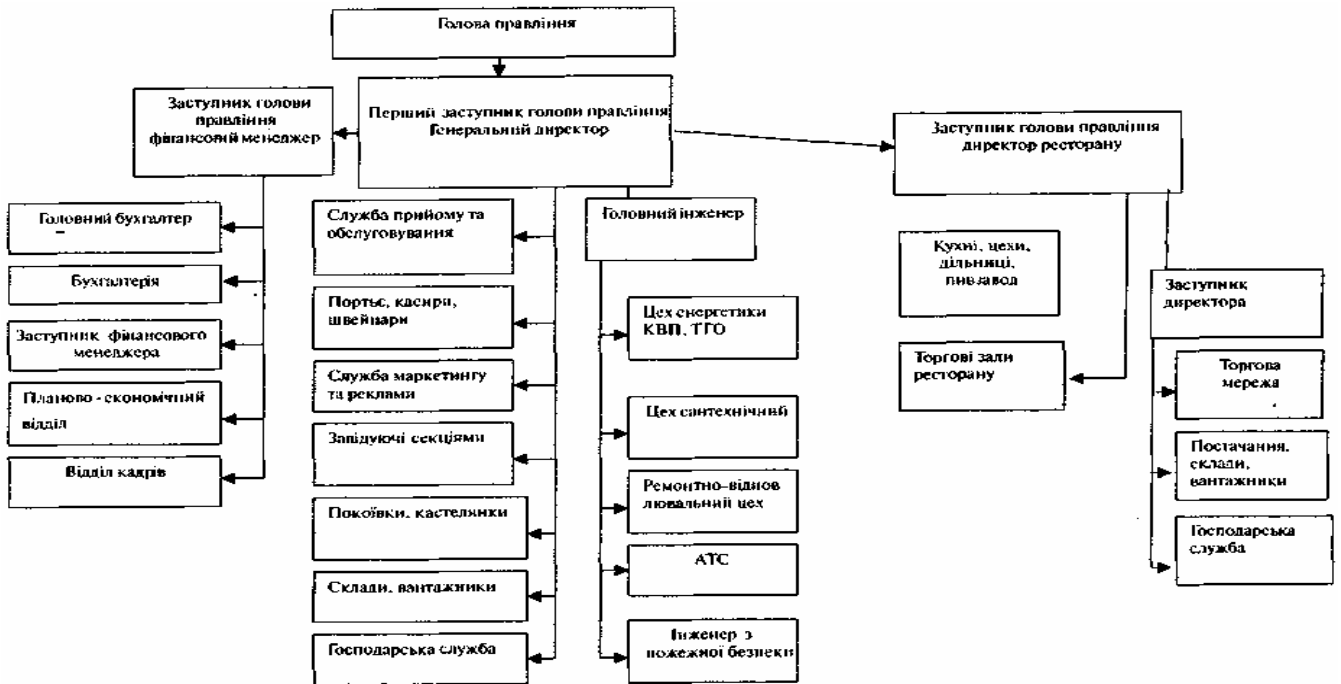 Голова правління
Заступник голови
правління
фінансовий менеджер
Перший заступник голови правління
Генеральний директор
Заступник голови правління
директор ресторану
Головний бухгалтер
Бухгалтерія
Заступник фінансового
менеджера
Планово - економічний
відділ
Відділ кадрів
Служба прийому та
обслуговування
Портьє, касири,
швейцари
Служба маркетингу
та реклами
Завідуючі секціями
Покоївки, кастелянки
Склади, вантажники
Господарська служба
Головний інженер
Цех енергетики
КВП, ТГО
Цех сантехнічний
Ремонтно-віднов
лювальний цех
АТС
Інженер з
пожежної безпеки
Кухні, цехи,
дільниці,
пивзавод
Торгові зали
ресторану
Заступник
директора
Торгова
мережа
Постачання,
склади,
вантажники
Господарська
служба